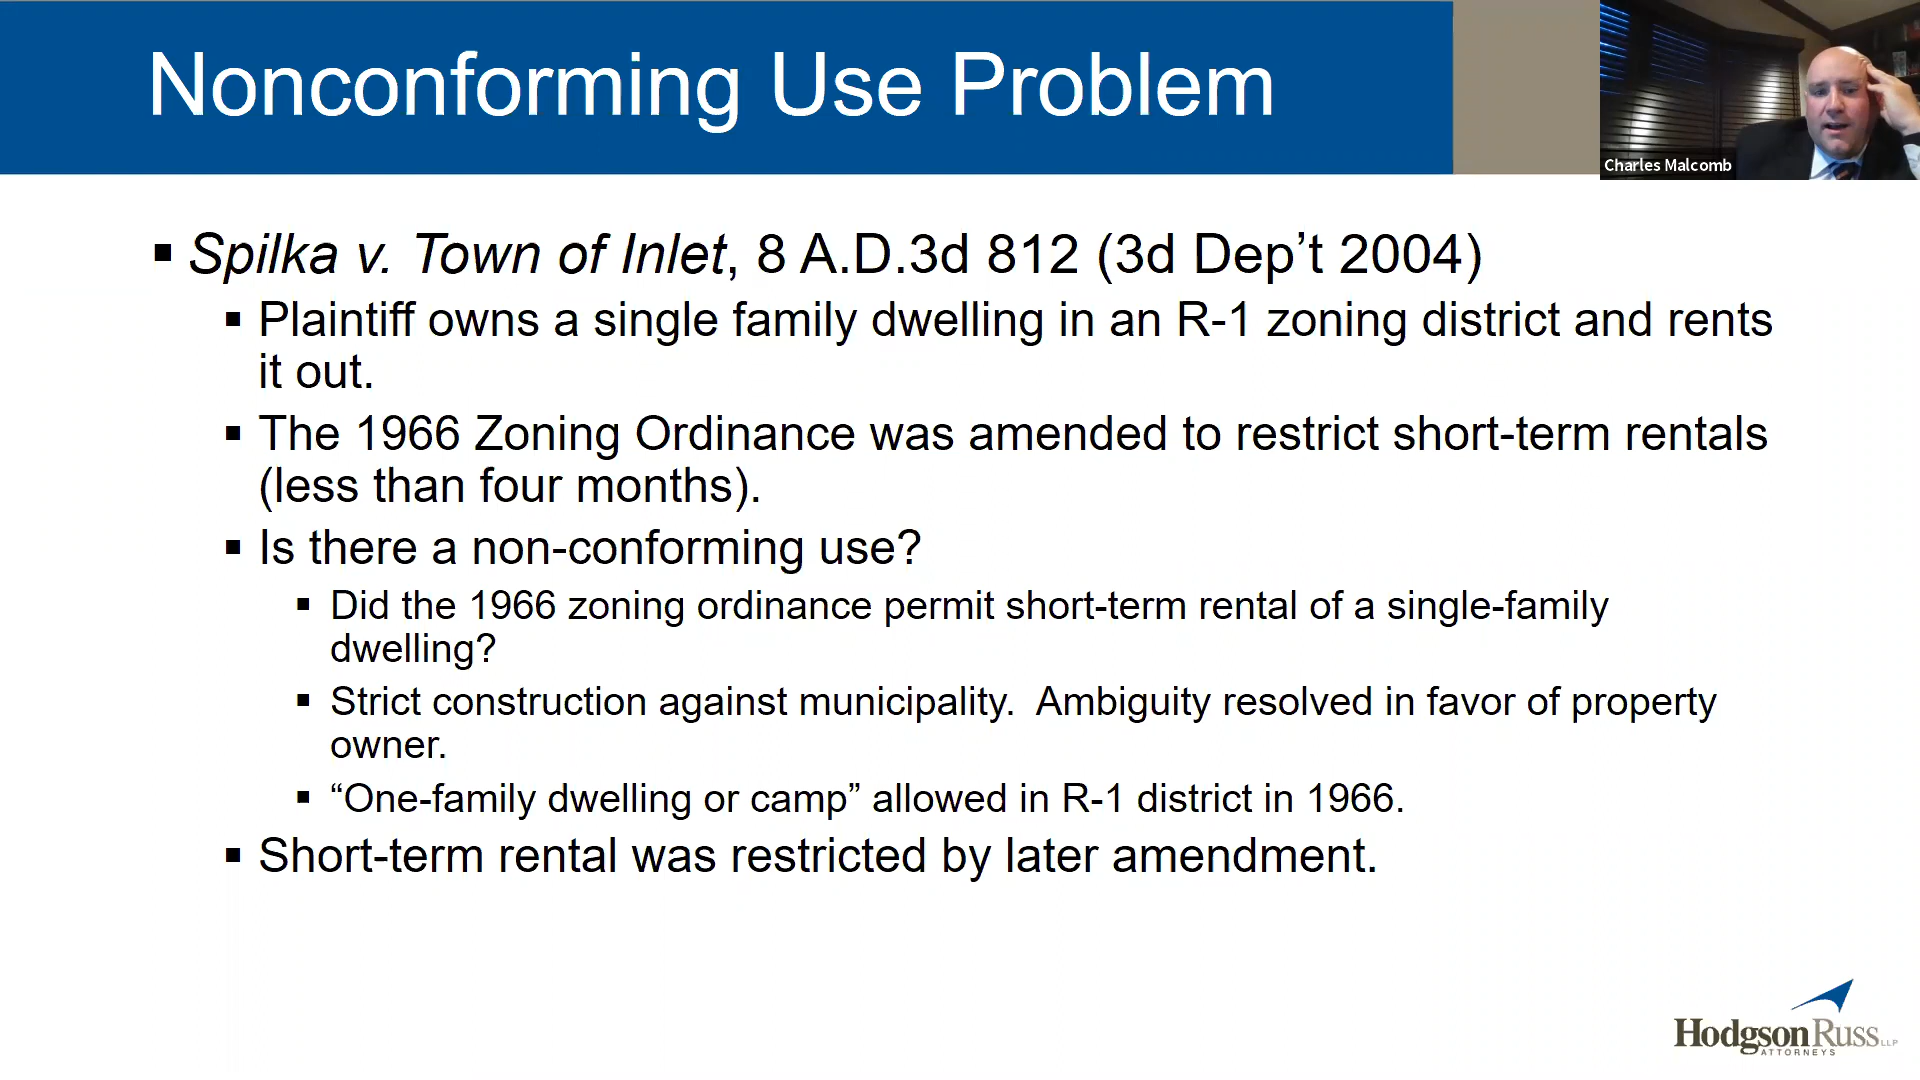 Nonconforming Use Problem
Charles Malcomb
▪ Spilka v. Town of Inlet, 8 A.D.3d 812 (3d Dep’t 2004)
▪ Plaintiff owns a single family dwelling in an R-1 zoning district and rents
it out.
▪ The 1966 Zoning Ordinance was amended to restrict short-term rentals
(less than four months).
▪ Is there a non-conforming use?
▪ Did the 1966 zoning ordinance permit short-term rental of a single-family
dwelling?
▪ Strict construction against municipality.  Ambiguity resolved in favor of property
owner.
▪ “One-family dwelling or camp” allowed in R-1 district in 1966.
▪ Short-term rental was restricted by later amendment.
HodgsonRuss LLP
ATTORNEYS